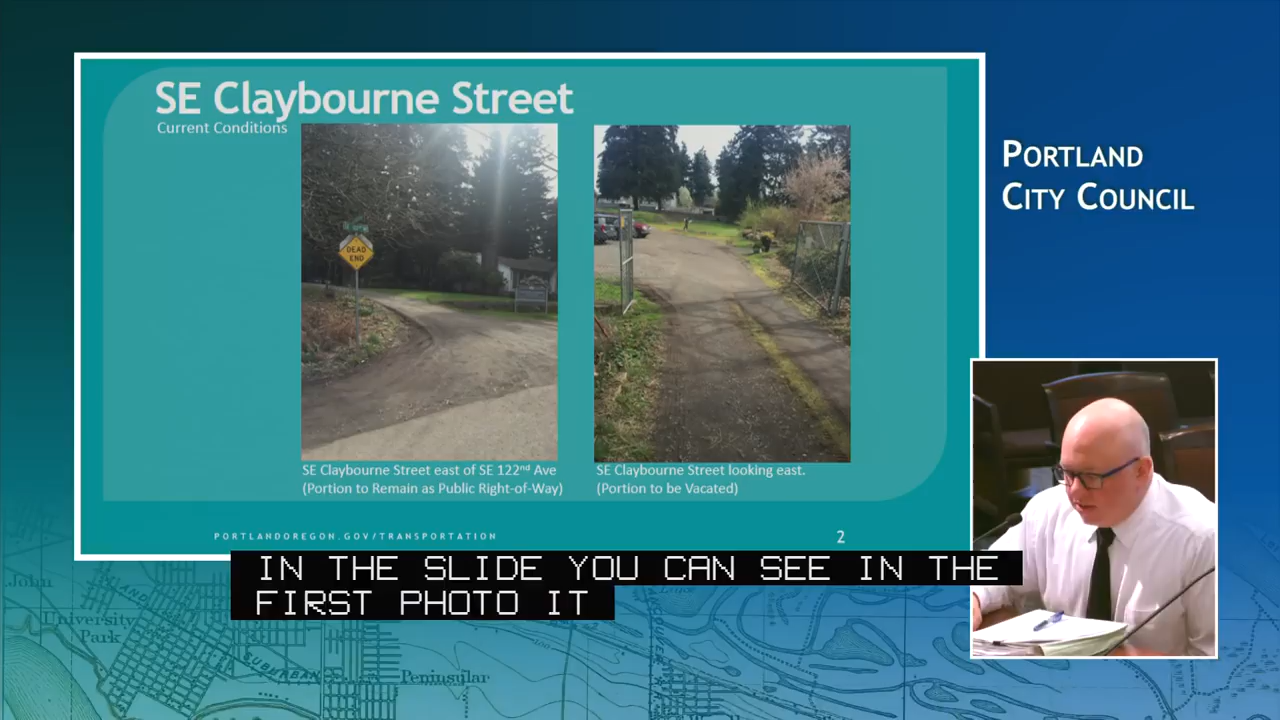 SE Claybourne Street
Current Conditions
DEAD
END
SE Claybourne Street east of SE 122nd Ave
(Portion to Remain as Public Right-of-Way)
SE Claybourne Street looking east.
(Portion to be Vacated)
PORTLANDOREGON.GOV/TRANSPORTATION
2
PORTLAND
CITY COUNCIL
IN THE SLIDE YOU CAN SEE IN THE
FIRST PHOTO IT
John
University
Park
SUBURBAN
Peninsular